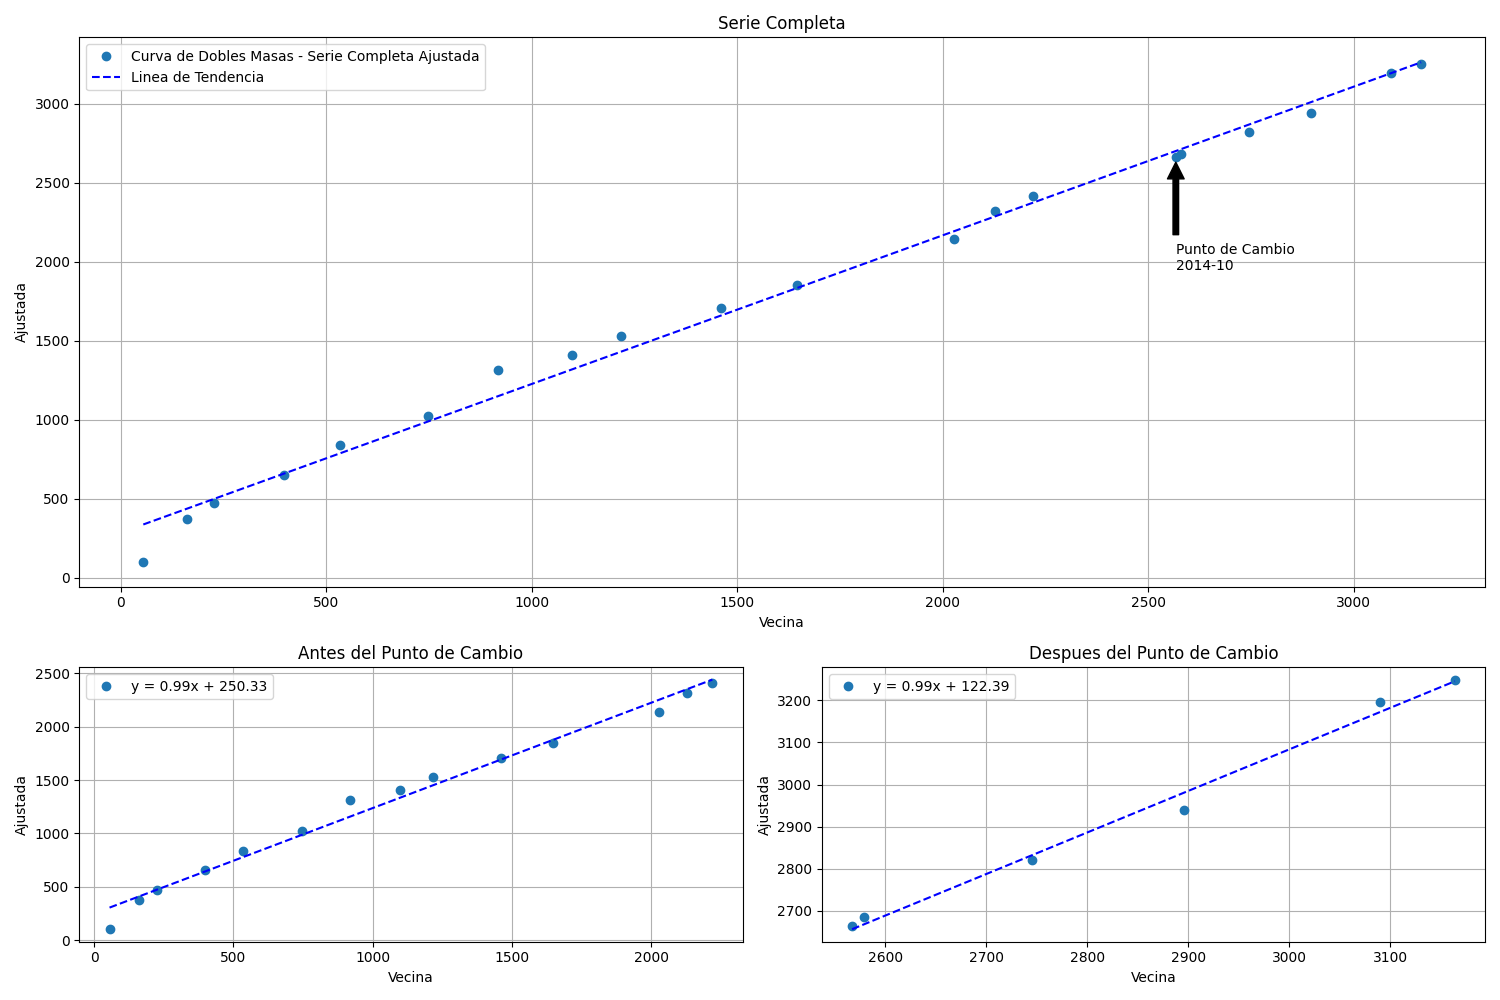 Serie Completa
Curva de Dobles Masas - Serie Completa Ajustada
Linea de Tendencia
3000
2500
2000
1500
1000
500
0
Ajustada
Punto de Cambio
2014-10
0 500 1000 1500 2000 2500 3000
Vecina
Antes del Punto de Cambio
y = 0.99x + 250.33
2500
2000
1500
1000
500
0
Ajustada
0 500 1000 1500 2000
Vecina
Despues del Punto de Cambio
y = 0.99x + 122.39
3200
3100
3000
2900
2800
2700
Ajustada
2600 2700 2800 2900 3000 3100
Vecina